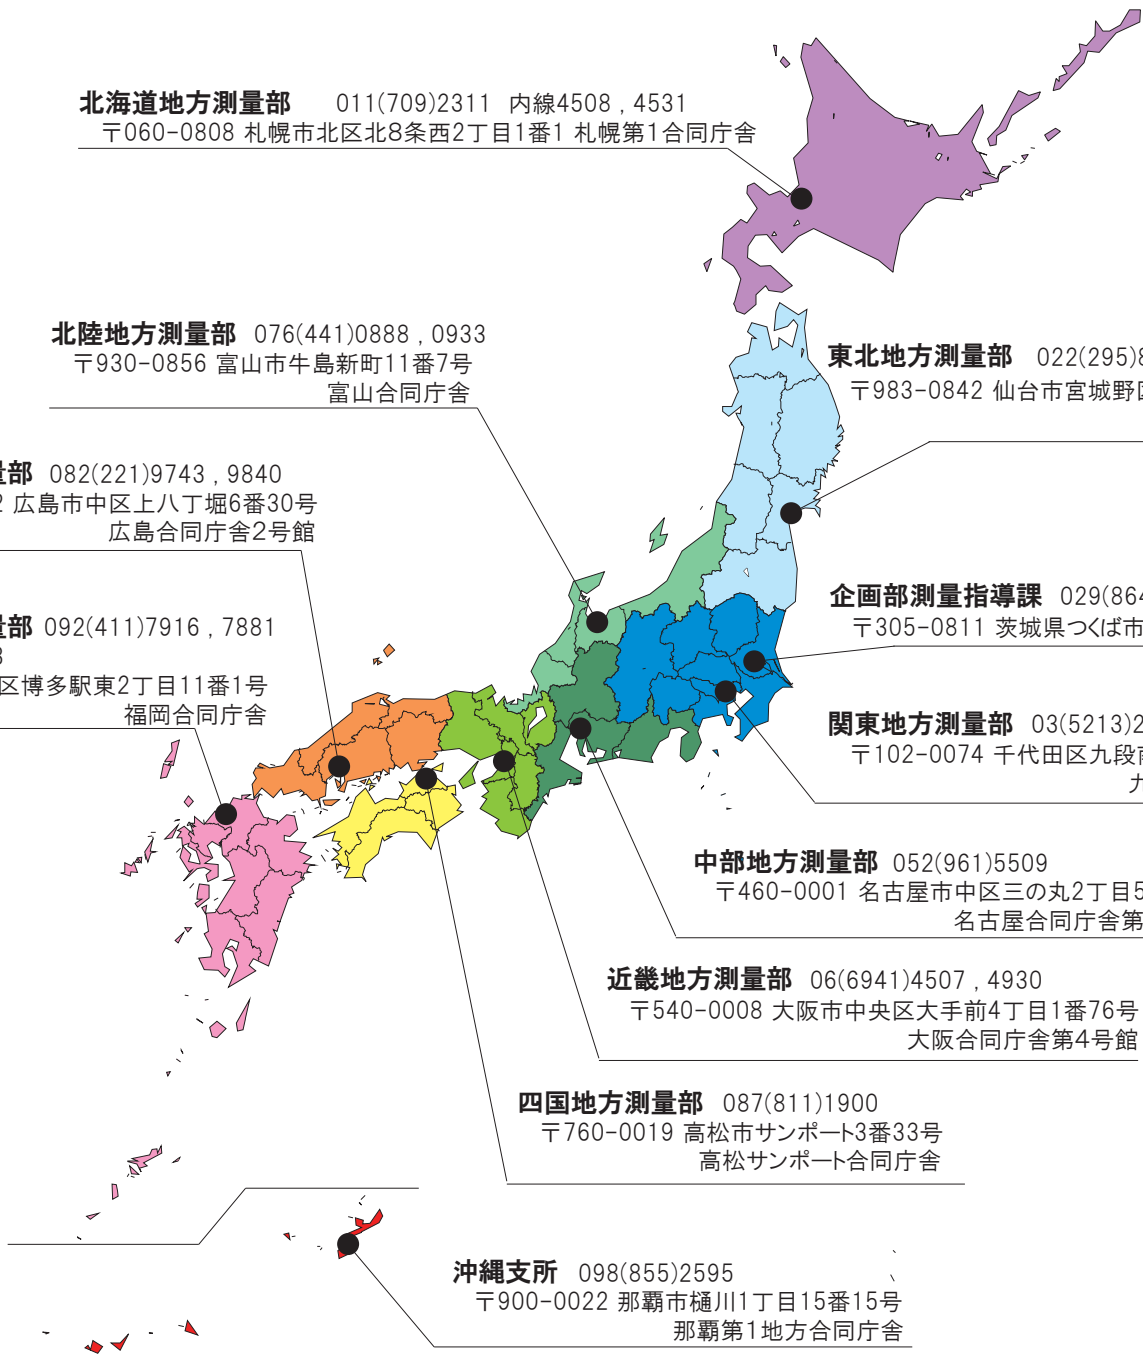 北海道地方測量部 011(709)2311 内線4508 , 4531
〒060-0808 札幌市北区北8条西2丁目1番1 札幌第1合同庁舎
北陸地方測量部 076(441)0888 , 0933
〒930-0856 富山市牛島新町11番7号
富山合同庁舎
東北地方測量部 022(295)8
〒983-0842 仙台市宮城野区
量部 082(221)9743 , 9840
2 広島市中区上八丁堀6番30号
広島合同庁舎2号館
企画部測量指導課 029(864
〒305-0811 茨城県つくば市
量部 092(411)7916 , 7881
3
区博多駅東2丁目11番1号
福岡合同庁舎
関東地方測量部 03(5213)2
〒102-0074 千代田区九段南
中部地方測量部 052(961)5509
〒460-0001 名古屋市中区三の丸2丁目5
名古屋合同庁舎第
近畿地方測量部 06(6941)4507 , 4930
〒540-0008 大阪市中央区大手前4丁目1番76号
大阪合同庁舎第4号館
四国地方測量部 087(811)1900
〒760-0019 高松市サンポート3番33号
高松サンポート合同庁舎
沖縄支所 098(855)2595
〒900-0022 那覇市樋川1丁目15番15号
那覇第1地方合同庁舎